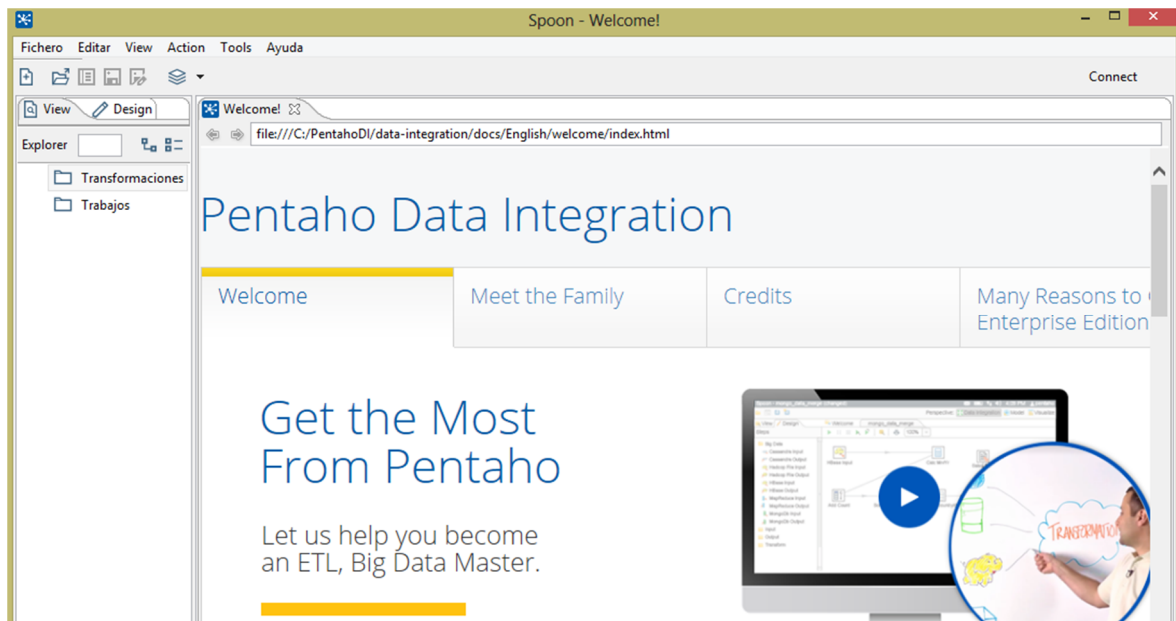 Spoon - Welcome!
Fichero Editar View Action Tools Ayuda
Connect
View Design
Welcome!
Explorer
file:///C:/PentahoDI/data-integration/docs/English/welcome/index.html
Transformaciones
Trabajos
Pentaho Data Integration
Welcome
Meet the Family
Credits
Many Reasons to
Enterprise Edition
Get the Most
From Pentaho
Let us help you become
an ETL, Big Data Master.
TRANSFORMATIO